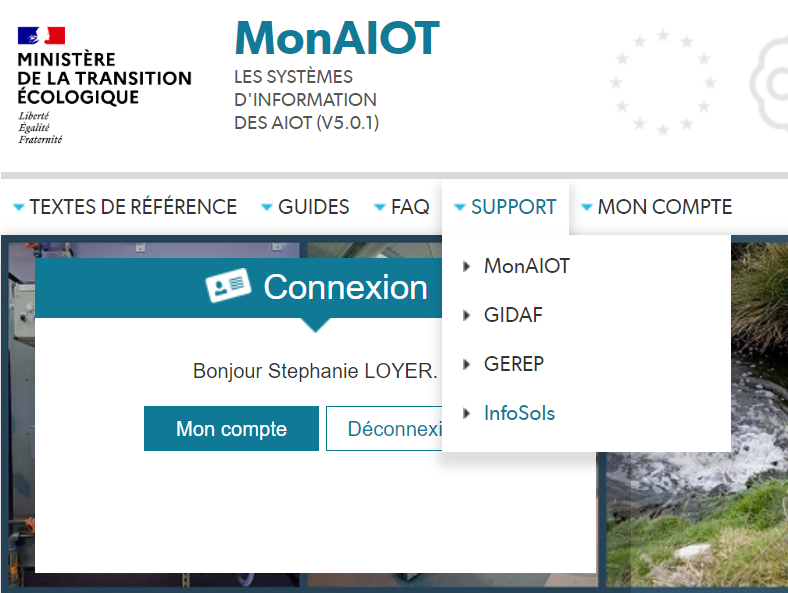 MINISTÈRE
DE LA TRANSITION
ÉCOLOGIQUE
Liberté
Égalité
Fraternité
MonAIOT
LES SYSTÈMES
D'INFORMATION
DES AIOT (V5.0.1)
TEXTES DE RÉFÉRENCE GUIDES FAQ SUPPORT MON COMPTE
MonAIOT
GIDAF
GEREP
InfoSols
Connexion
Bonjour Stephanie LOYER.
Mon compte Déconnexi